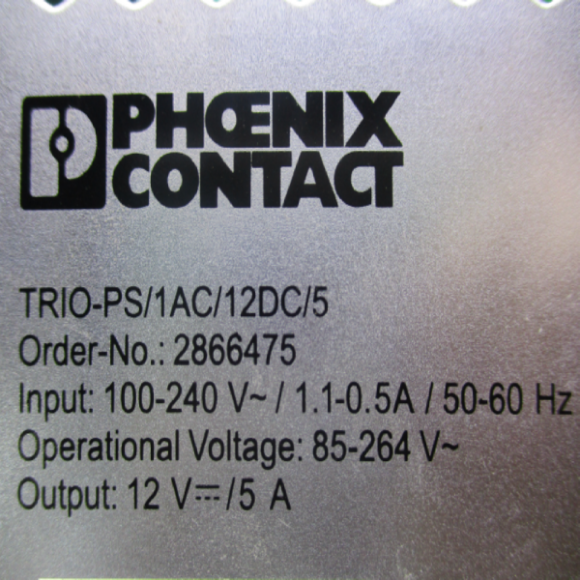 PHŒNIX
CONTACT
TRIO-PS/1AC/12DC/5
Order-No.: 2866475
Input: 100-240 V~ / 1.1-0.5A / 50-60 Hz
Operational Voltage: 85-264 V~
Output: 12 V⎓/5 A